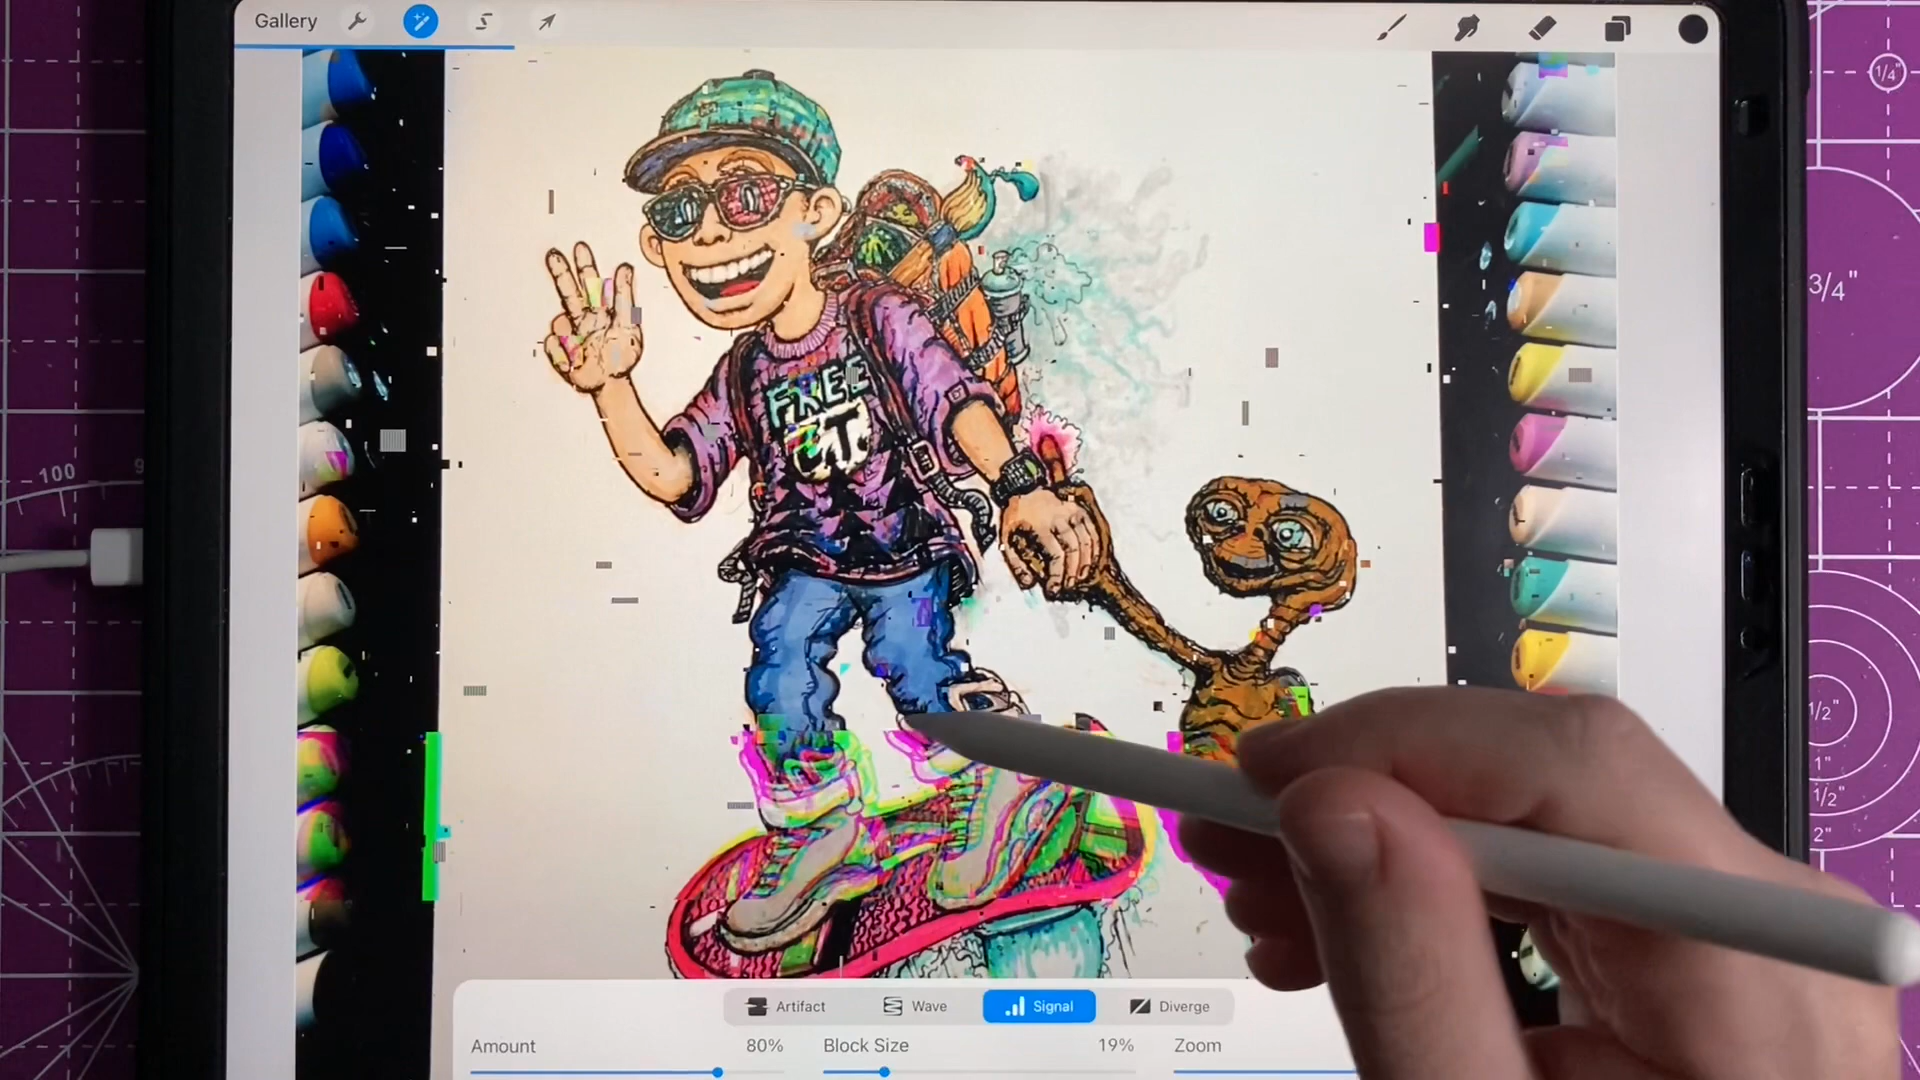 Gallery
1/4"
3/4"
100
9
FREE
E.T.
1/2"
1"
1/2"
2"
Artifact
Wave
Signal
Diverge
Amount
80%
Block Size
19%
Zoom